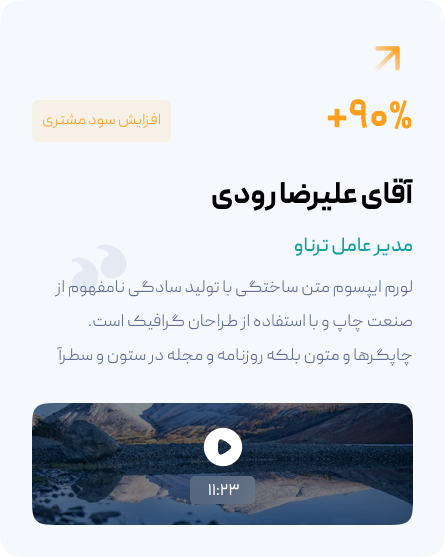 +۹۰%
افزایش سود مشتری
آقای علیرضا رودی
مدیر عامل ترناو
لورم ایپسوم متن ساختگی با تولید سادگی نامفهوم از
صنعت چاپ و با استفاده از طراحان گرافیک است.
چاپگرها و متون بلکه روزنامه و مجله در ستون و سطرآ
۱۱:۲۳